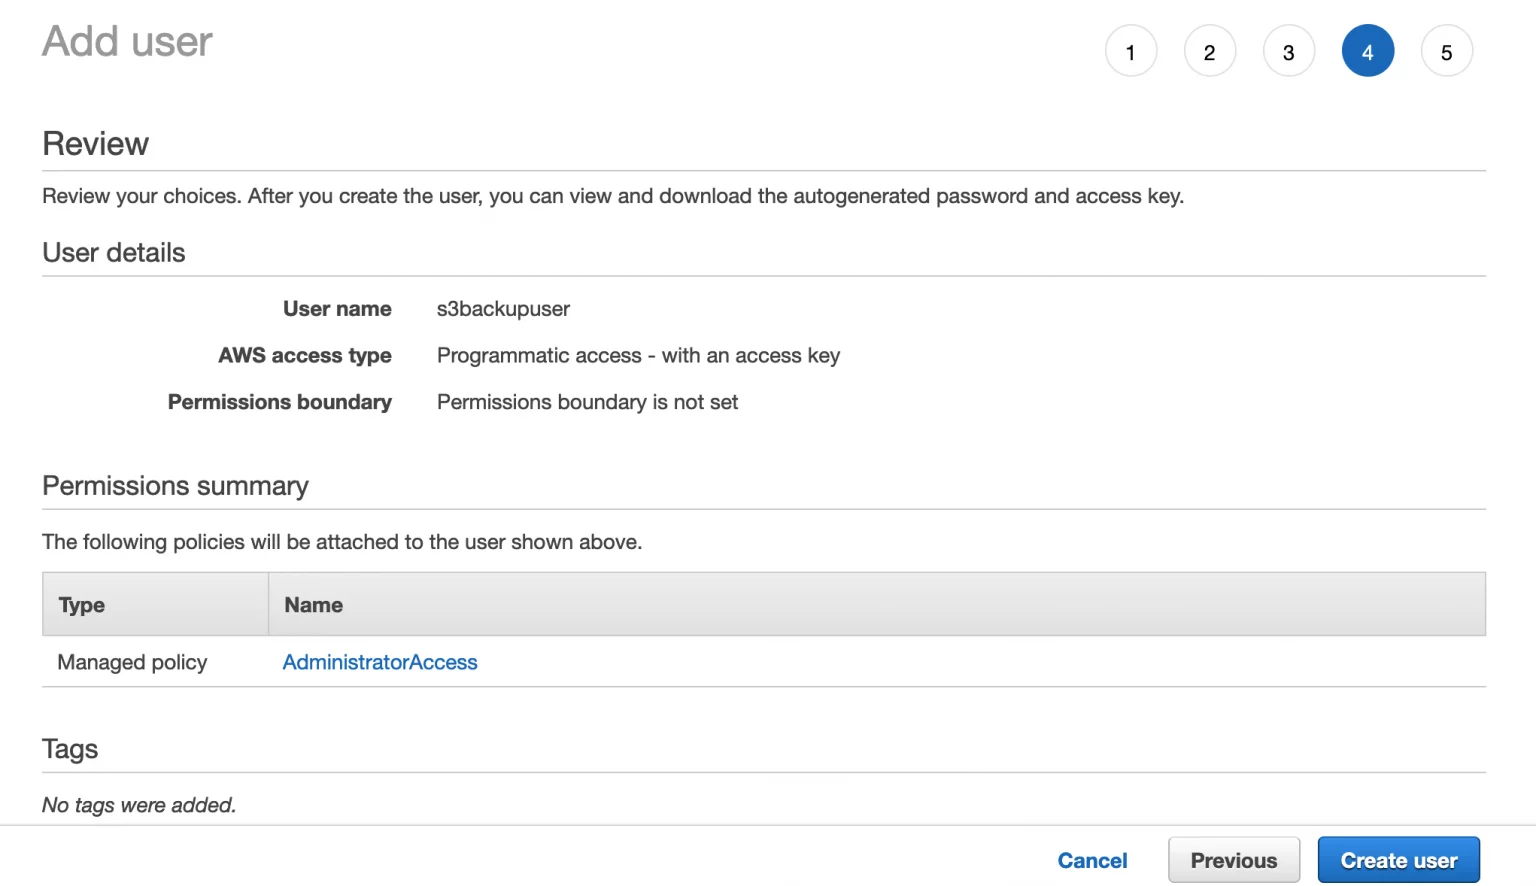 Add user
1 2 3 4 5
Review
Review your choices. After you create the user, you can view and download the autogenerated password and access key.
User details
User name s3backupuser
AWS access type Programmatic access - with an access key
Permissions boundary Permissions boundary is not set
Permissions summary
The following policies will be attached to the user shown above.
Type Name
Managed policy AdministratorAccess
Tags
No tags were added.
Cancel Previous Create user